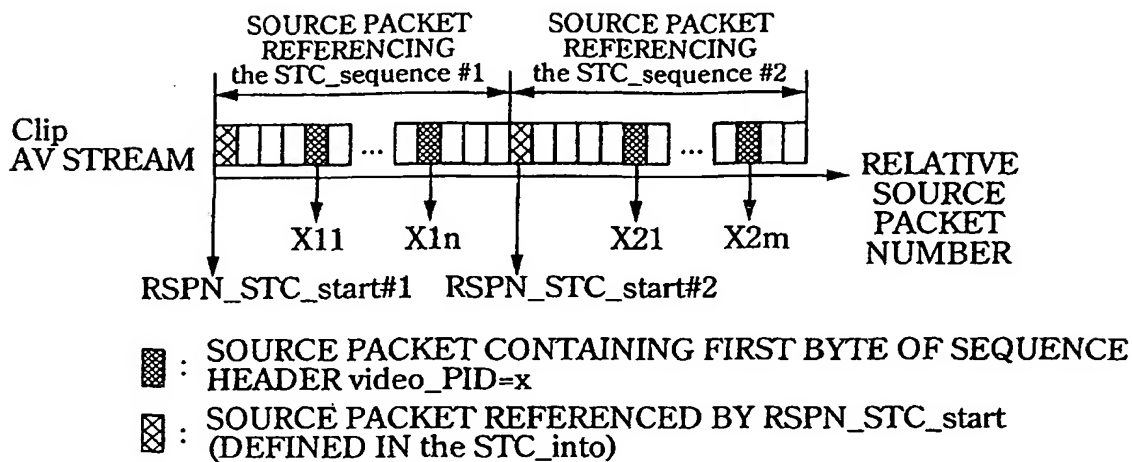 SOURCE PACKET SOURCE PACKET
REFERENCING REFERENCING
the STC_sequence #1 the STC_sequence #2
Clip
AV STREAM
... ...
RELATIVE
SOURCE
PACKET
NUMBER
X11 X1n X21 X2m
RSPN_STC_start#1 RSPN_STC_start#2
: SOURCE PACKET CONTAINING FIRST BYTE OF SEQUENCE
HEADER video_PID=x
: SOURCE PACKET REFERENCED BY RSPN_STC_start
(DEFINED IN the STC_into)